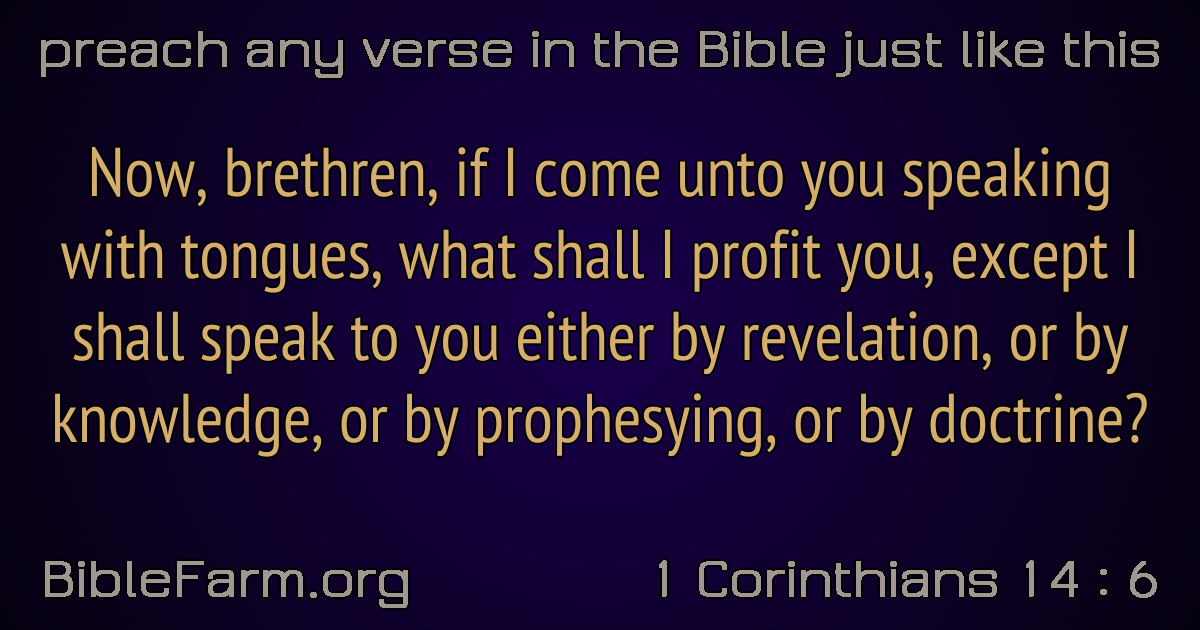 preach any verse in the Bible just like this
Now, brethren, if I come unto you speaking
with tongues, what shall I profit you, except I
shall speak to you either by revelation, or by
knowledge, or by prophesying, or by doctrine?
BibleFarm.org
1 Corinthians 14 : 6